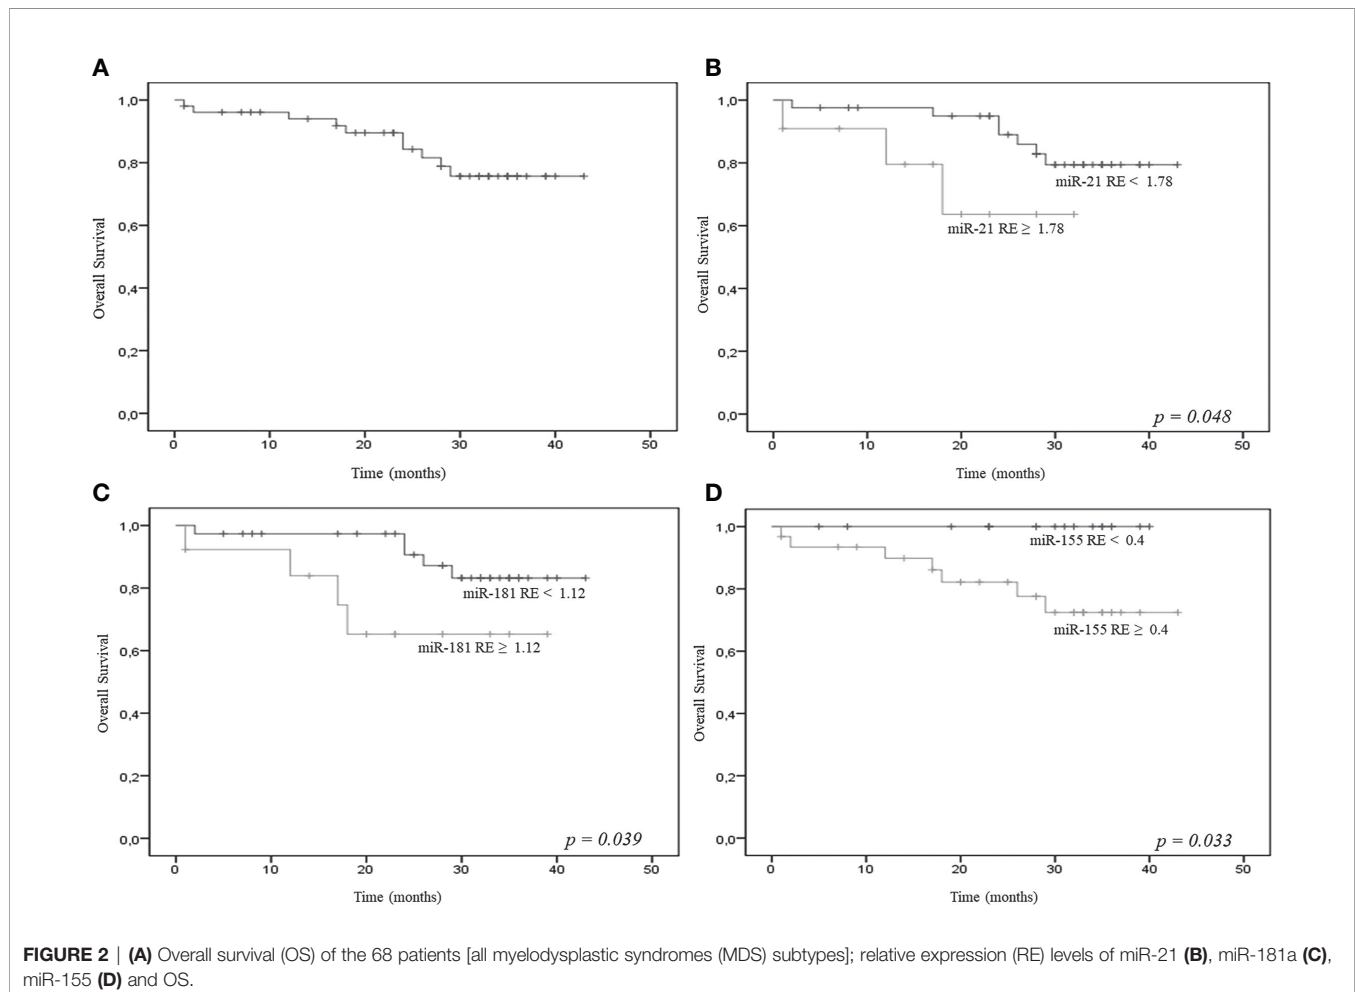 A
1,0
0,8
0,6
0,4
0,2
0,0
Overall Survival
0 10 20 30 40 50
Time (months)
B
1,0
0,8
0,6
0,4
0,2
0,0
Overall Survival
miR-21 RE < 1.78
miR-21 RE ≥ 1.78
p = 0.048
0 10 20 30 40 50
Time (months)
C
1,0
0,8
0,6
0,4
0,2
0,0
Overall Survival
miR-181 RE < 1.12
miR-181 RE ≥ 1.12
p = 0.039
0 10 20 30 40 50
Time (months)
D
1,0
0,8
0,6
0,4
0,2
0,0
Overall Survival
miR-155 RE < 0.4
miR-155 RE ≥ 0.4
p = 0.033
0 10 20 30 40 50
Time (months)
FIGURE 2 | (A) Overall survival (OS) of the 68 patients [all myelodysplastic syndromes (MDS) subtypes]; relative expression (RE) levels of miR-21 (B), miR-181a (C),
miR-155 (D) and OS.